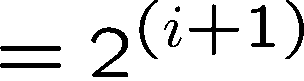 = 2^{(i+1)}